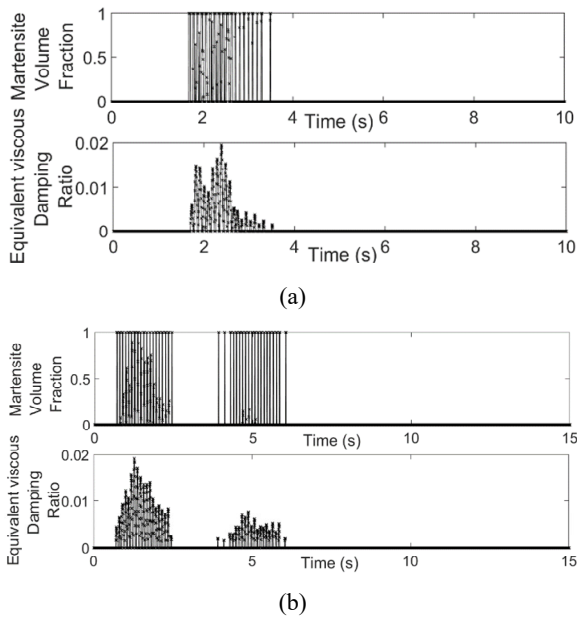 Martensite
Volume
Fraction
1
0.5
0
0 2 4 6 8 10
Time (s)
Equivalent viscous
Damping
Ratio
0.02
0.01
0
0 2 4 6 8 10
Time (s)
(a)
Martensite
Volume
Fraction
1
0.5
0
0 5 10 15
Time (s)
Equivalent viscous
Damping
Ratio
0.02
0.01
0
0 5 10 15
Time (s)
(b)